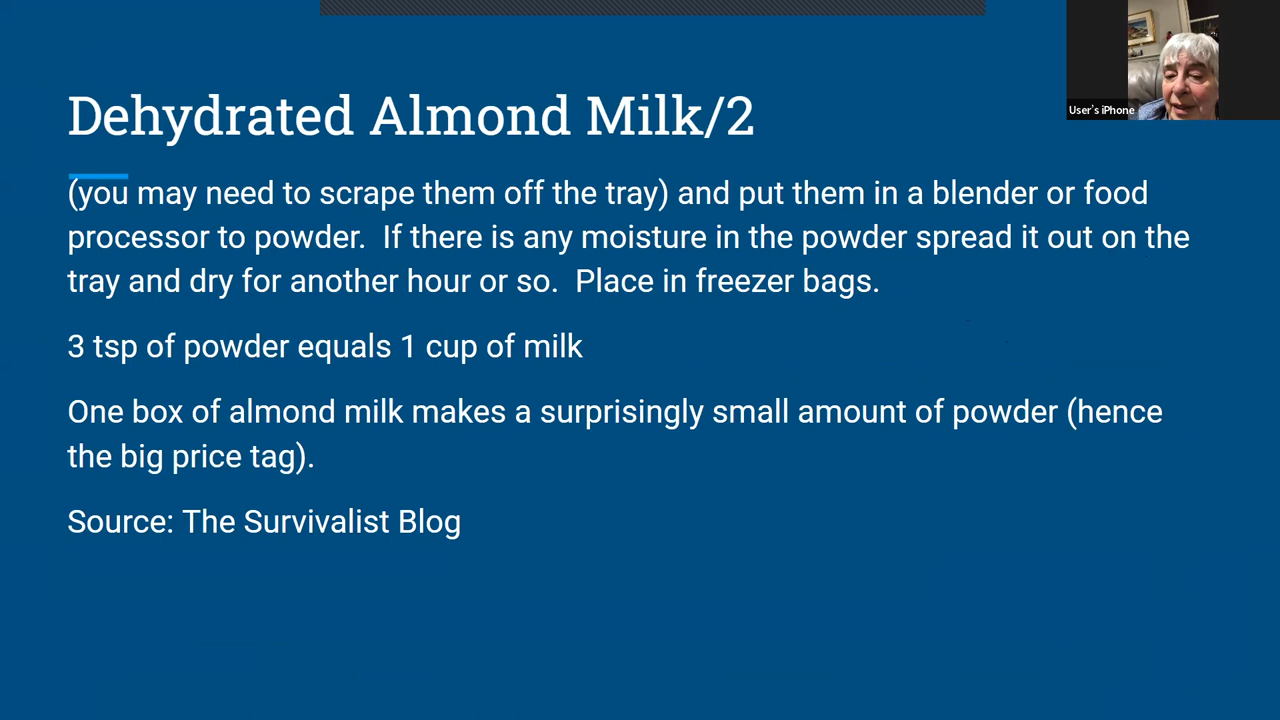 Dehydrated Almond Milk/2
User's iPhone
(you may need to scrape them off the tray) and put them in a blender or food
processor to powder.  If there is any moisture in the powder spread it out on the
tray and dry for another hour or so.  Place in freezer bags.
3 tsp of powder equals 1 cup of milk
One box of almond milk makes a surprisingly small amount of powder (hence
the big price tag).
Source: The Survivalist Blog